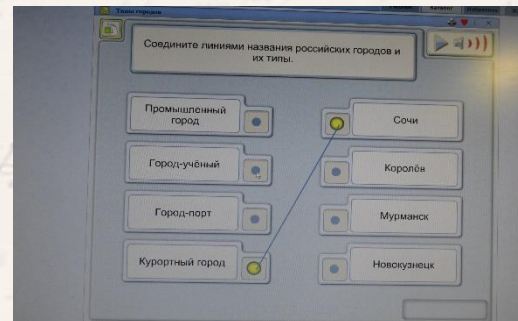 Типы городов
Каталог
Соедините линиями названия российских городов и
их типы.
Промышленный
город
Сочи
Город-учёный
Королёв
Город-порт
Мурманск
Курортный город
Новокузнецк